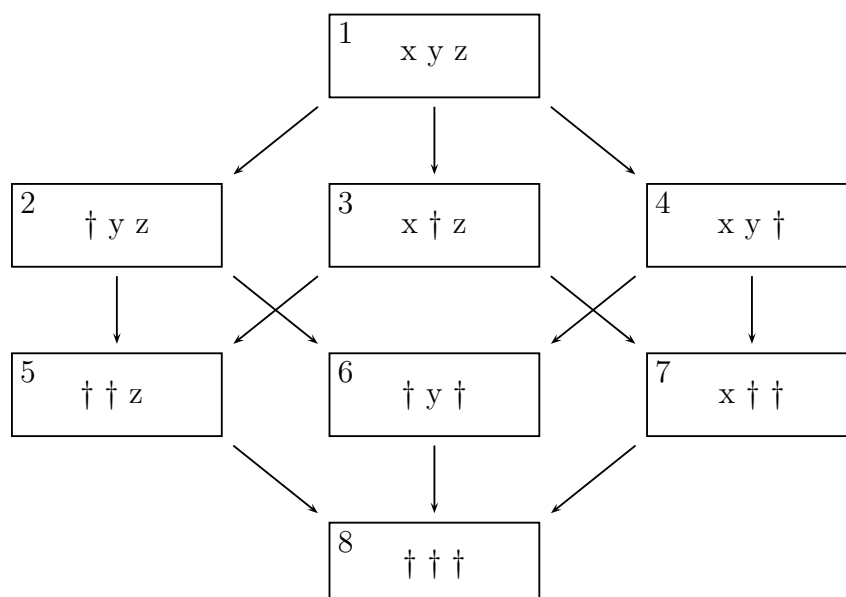 1
x y z
2
† y z
3
x † z
4
x y †
5
† † z
6
† y †
7
x † †
8
† † †